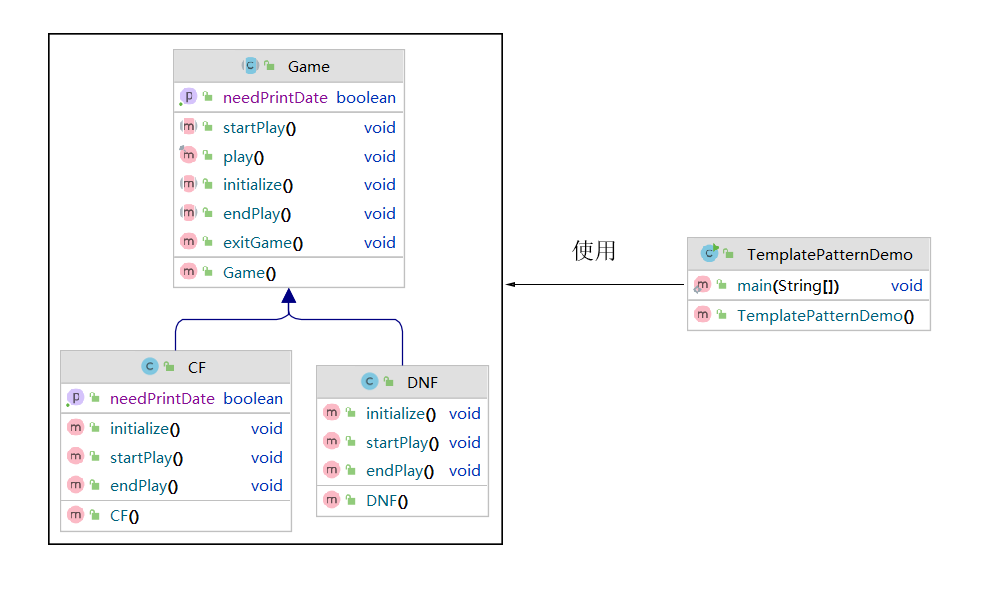 Game
needPrintDate boolean
startPlay() void
play() void
initialize() void
endPlay() void
exitGame() void
Game()
CF
needPrintDate boolean
initialize() void
startPlay() void
endPlay() void
CF()
DNF
initialize() void
startPlay() void
endPlay() void
DNF()
使用
TemplatePatternDemo
main(String[]) void
TemplatePatternDemo()